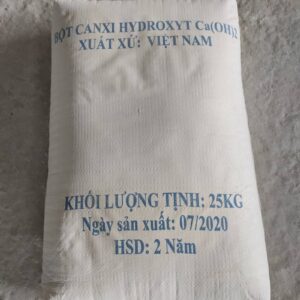 BỘT CANXI HYDROXYT Ca(OH)2
XUẤT XỨ: VIỆT NAM
KHỐI LƯỢNG TỊNH: 25KG
Ngày sản xuất: 07/2020
HSD: 2 Năm